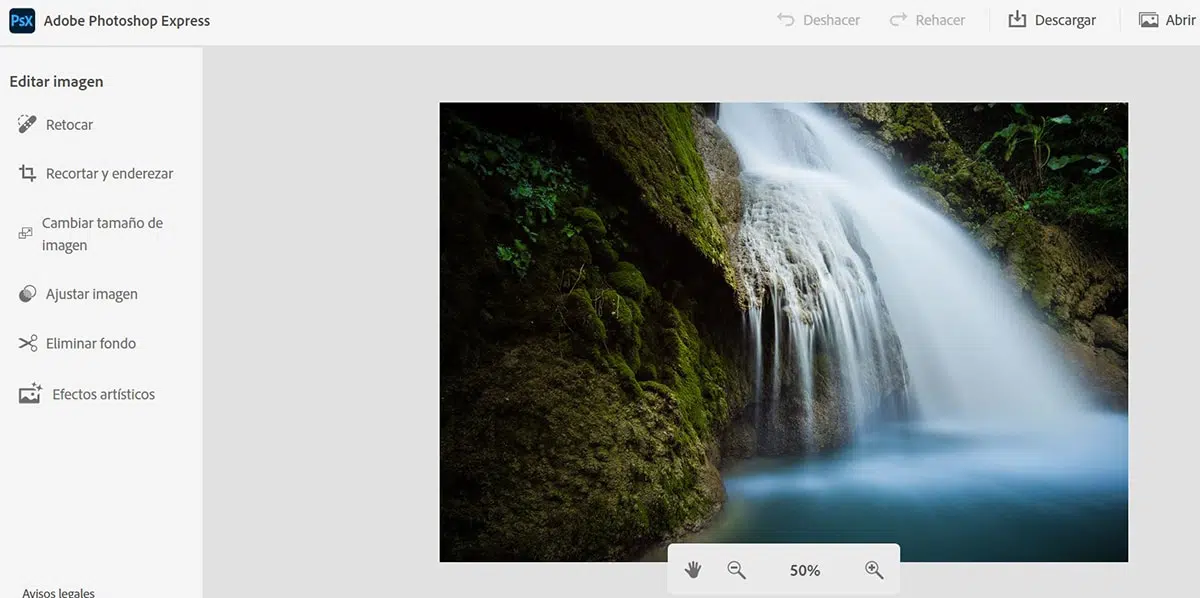 PsX Adobe Photoshop Express
Deshacer
Rehacer
Descargar
Abrir
Editar imagen
Retocar
Recortar y enderezar
Cambiar tamaño de
imagen
Ajustar imagen
Eliminar fondo
Efectos artísticos
50%
Avisos legales